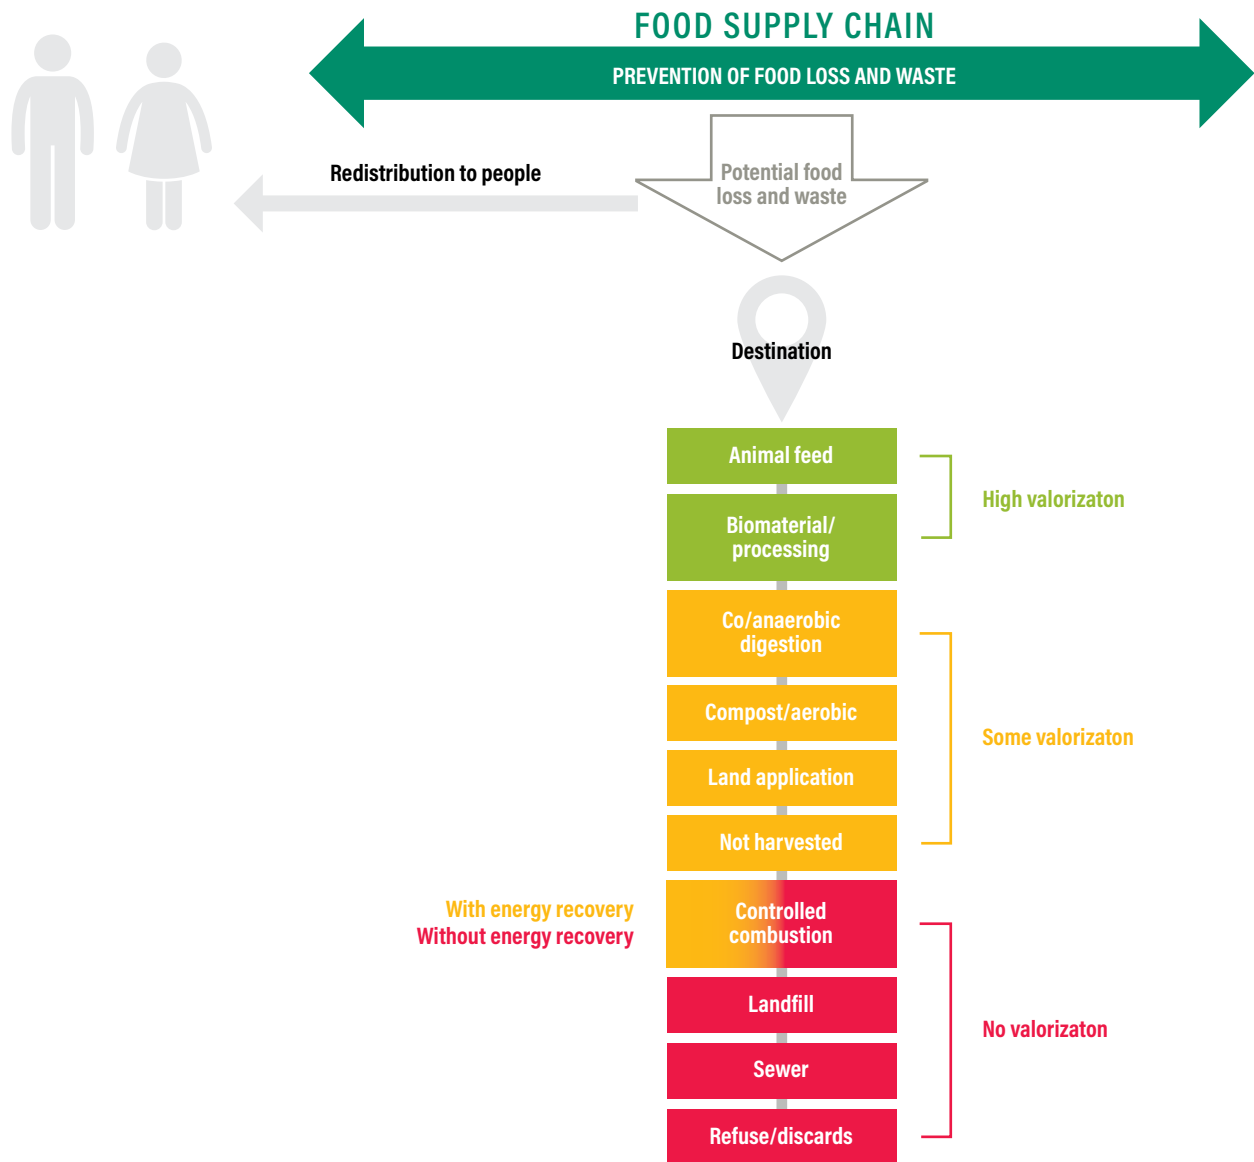 FOOD SUPPLY CHAIN
PREVENTION OF FOOD LOSS AND WASTE
Redistribution to people
Potential food
loss and waste
Destination
Animal feed
Biomaterial/
processing
High valorizaton
Co/anaerobic
digestion
Compost/aerobic
Land application
Not harvested
Some valorizaton
With energy recovery
Without energy recovery
Controlled
combustion
Landfill
Sewer
Refuse/discards
No valorizaton